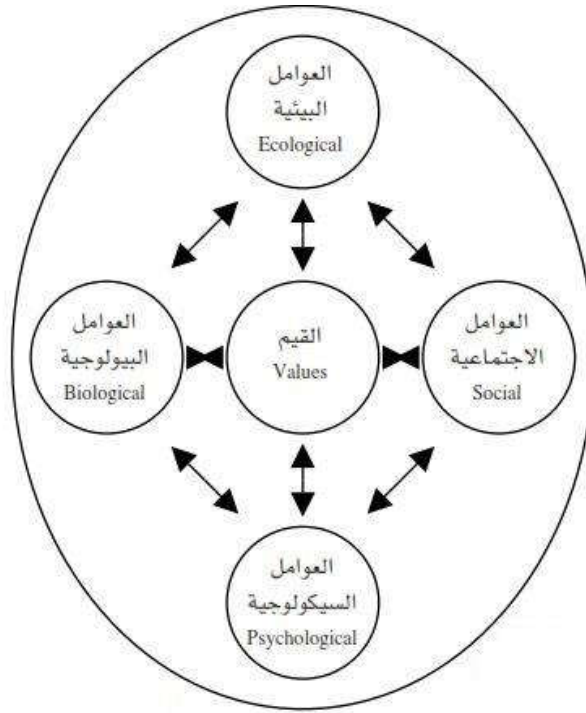 العوامل
البيئية
Ecological
العوامل
الاجتماعية
Social
القيم
Values
العوامل
البيولوجية
Biological
العوامل
السيكولوجية
Psychological